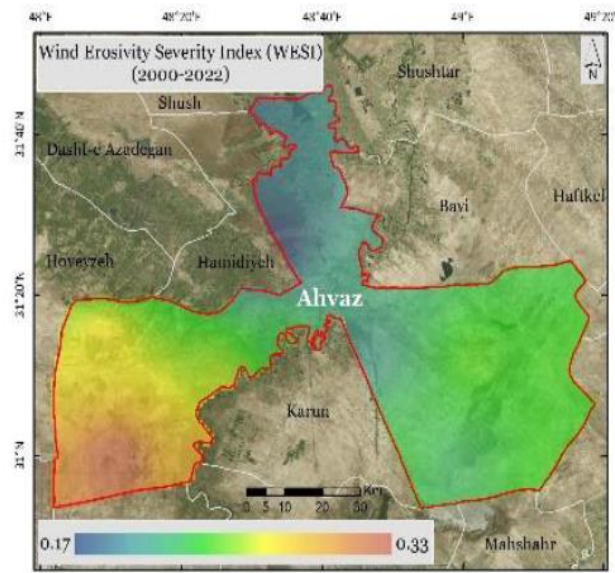 48°E 48°20'E 48°40'E 49°E 49°20'E
Wind Erosivity Severity Index (WESI)
(2000-2022)
N
Shushtar
Shush
31°40' N
Dasht-e Azadegan
Haftkel
Bavi
Hoveyzeh
Hamidiyeh
31°20' N
Ahvaz
Karun
31°N
Km
0 5 10 20 30
0.17 0.33
Mahshahr